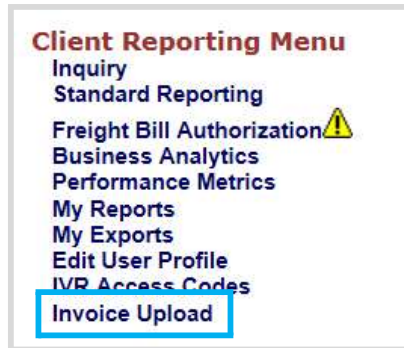 Client Reporting Menu
Inquiry
Standard Reporting
Freight Bill Authorization
Business Analytics
Performance Metrics
My Reports
My Exports
Edit User Profile
IVR Access Codes
Invoice Upload